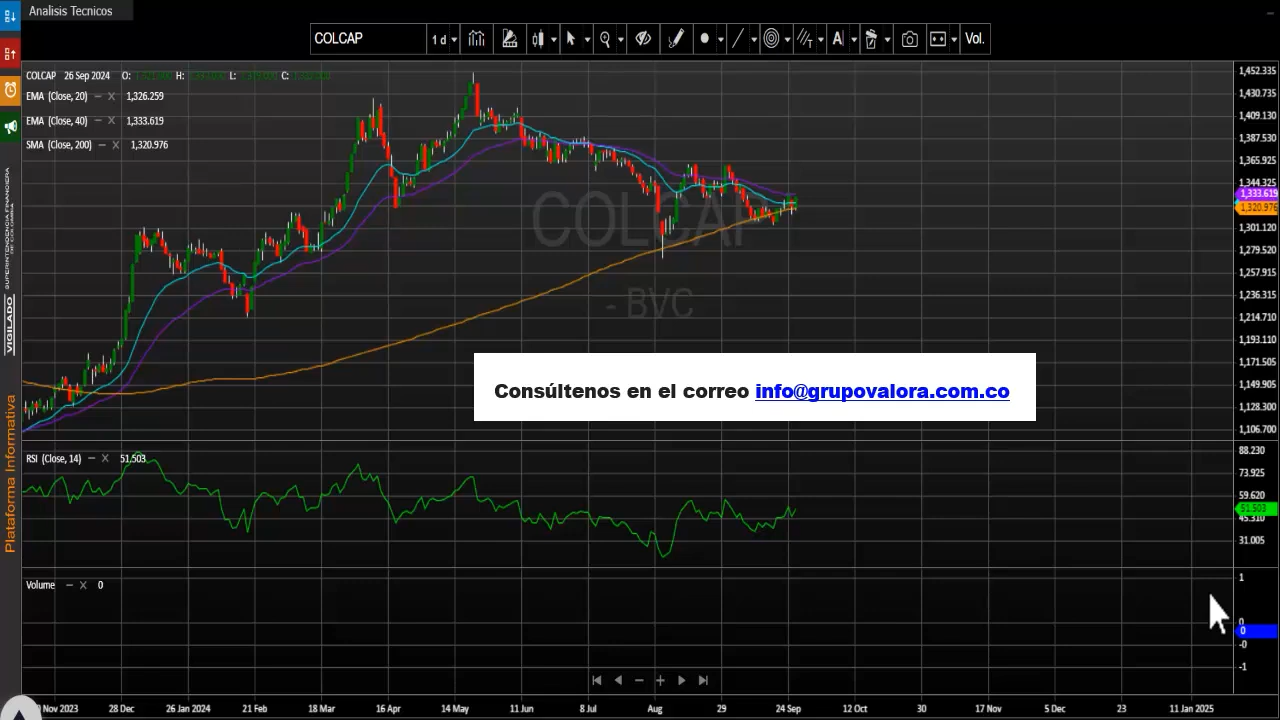 Analisis Tecnicos
COLCAP 1 d Vol.
COLCAP 26 Sep 2024 O: H: L: C:
EMA (Close, 20) 1,326.259
EMA (Close, 40) 1,333.619
SMA (Close, 200) 1,320.976
COLCAP
- BVC
1,452.335
1,430.735
1,409.130
1,387.530
1,365.925
1,344.325
1,333.619
1,320.976
1,301.120
1,279.520
1,257.915
1,236.315
1,214.710
1,193.110
1,171.505
1,149.905
1,128.300
1,106.700
Consúltenos en el correo info@grupovalora.com.co
RSI (Close, 14) 51.503
88.230
73.925
59.620
51.503
45.310
31.005
Volume 0
1
0
0
-0
-1
Nov 2023 28 Dec 26 Jan 2024 21 Feb 18 Mar 16 Apr 14 May 11 Jun 8 Jul Aug 29 24 Sep 12 Oct 30 17 Nov 5 Dec 23 11 Jan 2025
VIGILADO
Plataforma Informativa